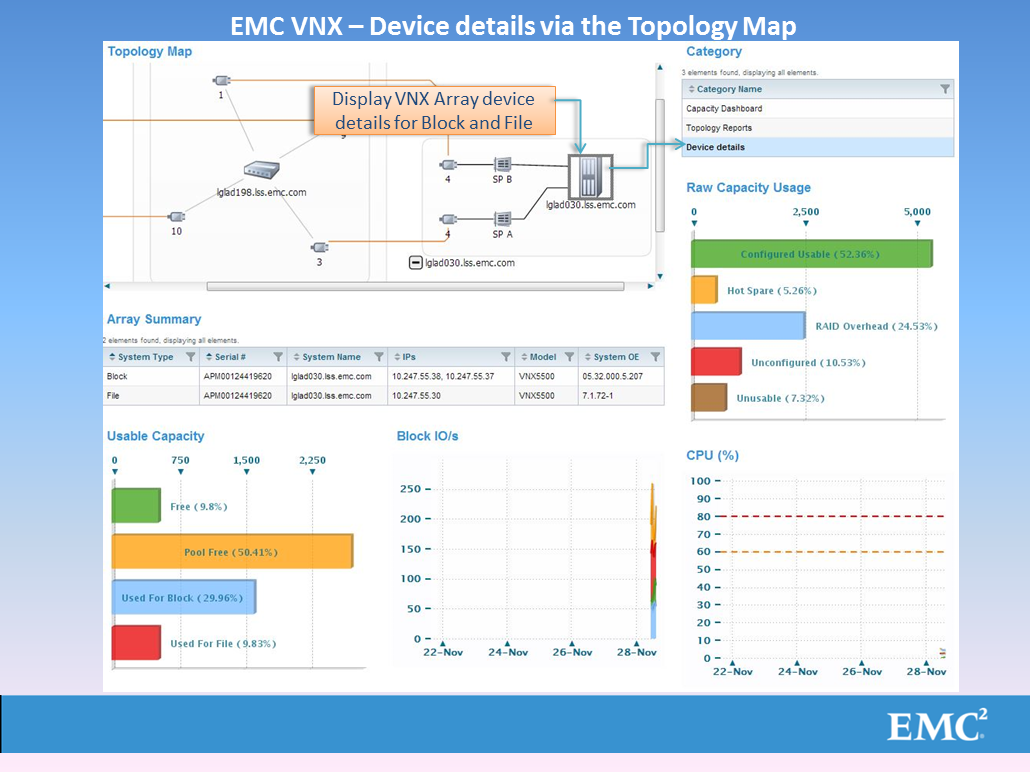 EMC VNX – Device details via the Topology Map
Topology Map
1
Display VNX Array device
details for Block and File
lglad198.lss.emc.com
10
3
4
SP B
lglad030.lss.emc.com
4
SP A
lglad030.lss.emc.com
Category
3 elements found, displaying all elements.
Category Name
Capacity Dashboard
Topology Reports
Device details
Raw Capacity Usage
0 2,500 5,000
Configured Usable (52.36%)
Hot Spare (5.26%)
RAID Overhead (24.53%)
Unconfigured (10.53%)
Unusable (7.32%)
Array Summary
2 elements found, displaying all elements.
System Type Serial # System Name IPs Model System OE
Block APM00124419620 lglad030.lss.emc.com 10.247.55.38, 10.247.55.37 VNX5500 05.32.000.5.207
File APM00124419620 lglad030.lss.emc.com 10.247.55.30 VNX5500 7.1.72-1
Usable Capacity
0 750 1,500 2,250
Free (9.8%)
Pool Free (50.41%)
Used For Block (29.96%)
Used For File (9.83%)
Block IO/s
250
200
150
100
50
0
22-Nov 24-Nov 26-Nov 28-Nov
CPU (%)
100
90
80
70
60
50
40
30
20
10
0
22-Nov 24-Nov 26-Nov 28-Nov
EMC²